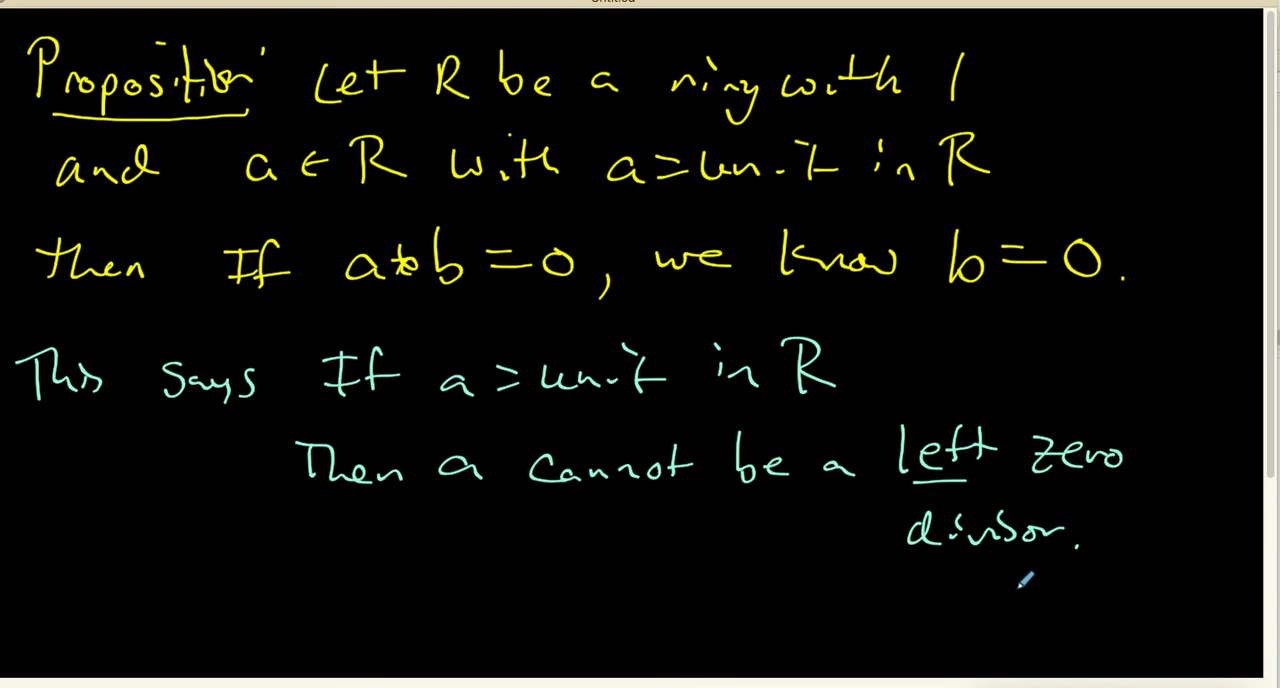 Untitled
Proposition' Let R be a ring with 1
and a ∈ R with a = unit in R
then If a * b = 0, we know b = 0.
This says If a = unit in R
Then a cannot be a left zero
divisor.